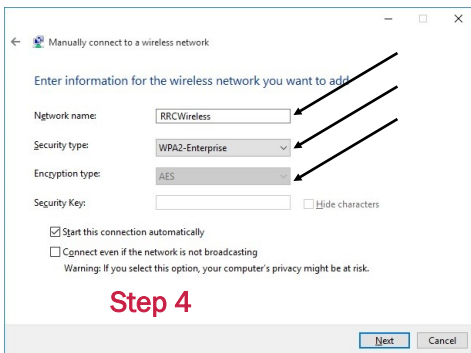 Manually connect to a wireless network
Enter information for the wireless network you want to add
Network name: RRCWireless
Security type: WPA2-Enterprise
Encryption type: AES
Security Key: Hide characters
Start this connection automatically
Connect even if the network is not broadcasting
Warning: If you select this option, your computer's privacy might be at risk.
Step 4
Next Cancel